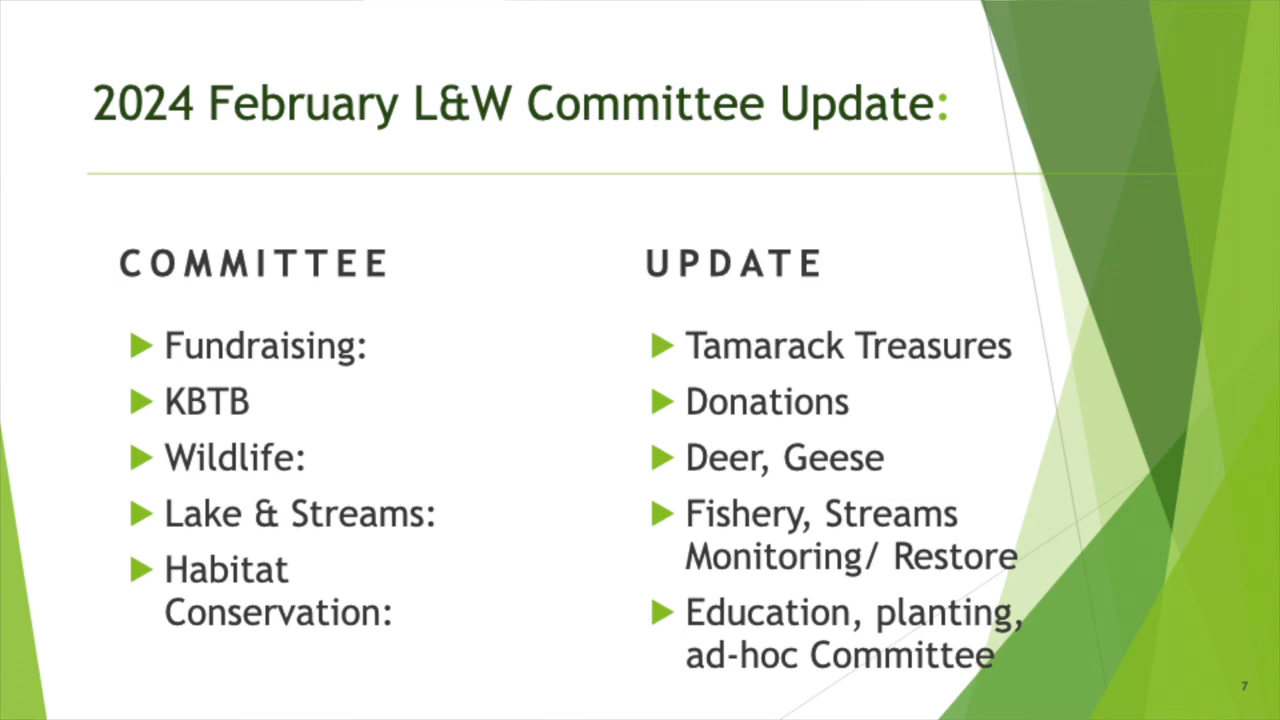 2024 February L&W Committee Update:
COMMITTEE
Fundraising:
KBTB
Wildlife:
Lake & Streams:
Habitat
Conservation:
UPDATE
Tamarack Treasures
Donations
Deer, Geese
Fishery, Streams
Monitoring/ Restore
Education, planting,
ad-hoc Committee
7